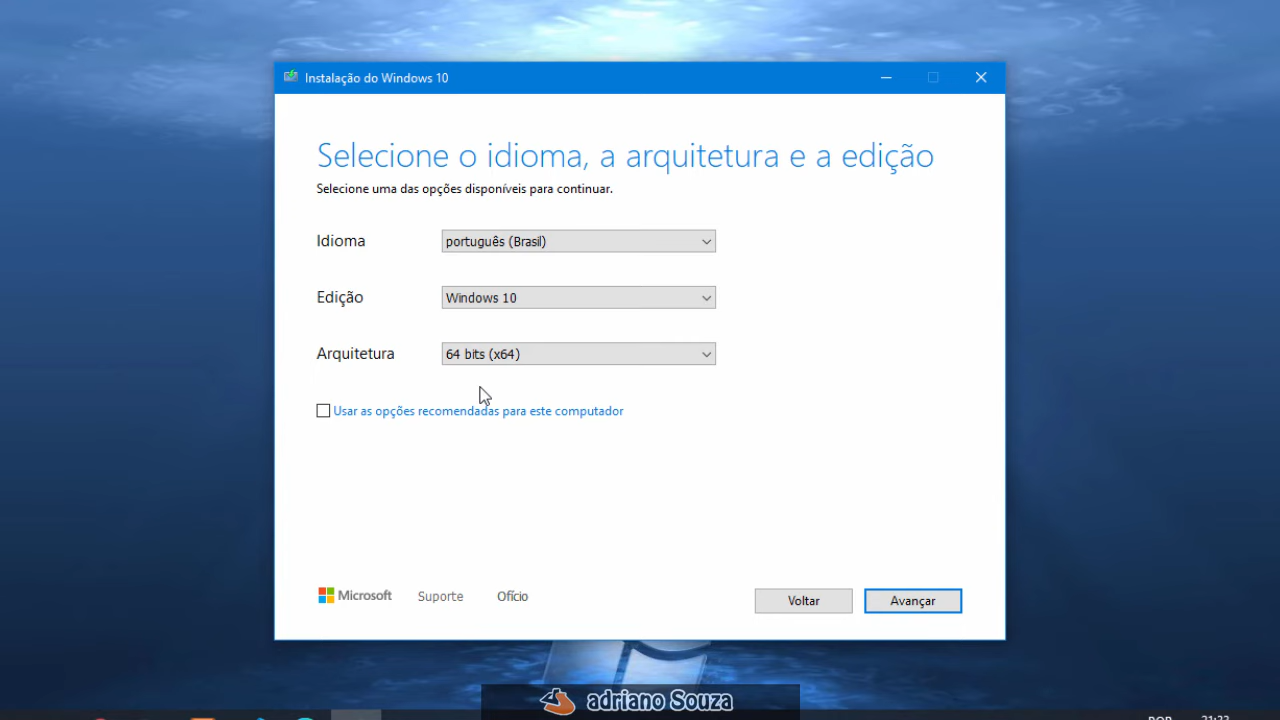 Instalação do Windows 10
Selecione o idioma, a arquitetura e a edição
Selecione uma das opções disponíveis para continuar.
Idioma português (Brasil)
Edição Windows 10
Arquitetura 64 bits (x64)
Usar as opções recomendadas para este computador
Microsoft Suporte Ofício Voltar Avançar
adriano Souza